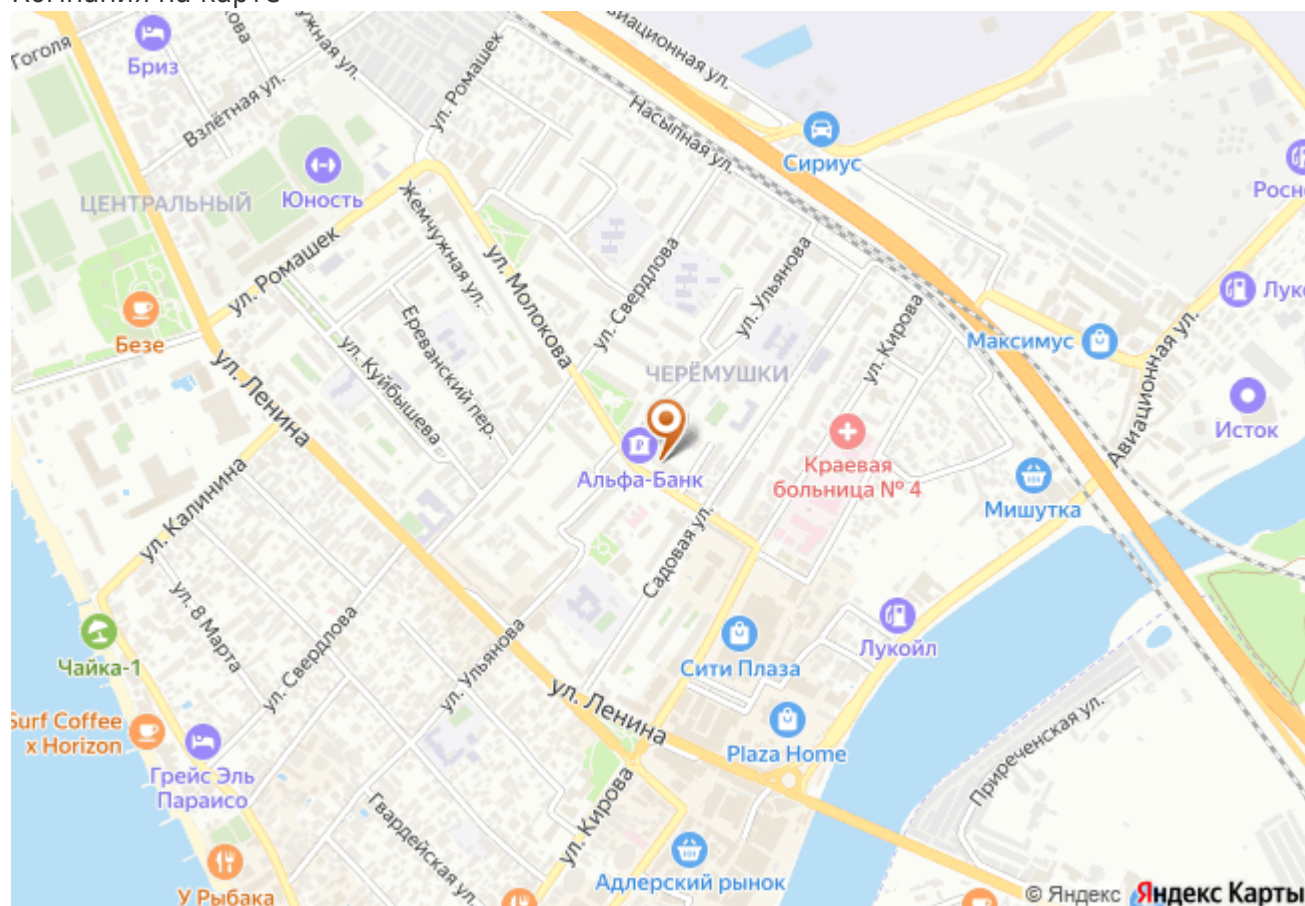 Компания на карте
Гоголя
Бриз
ужная ул.
Взлётная ул.
ул. Ромашек
Авиационная ул.
Насыпная ул.
Сириус
Юность
ЦЕНТРАЛЬНЫЙ
Жемчужная ул.
ул. Ромашек
ул. Молокова
ул. Свердлова
ул. Ульянова
ул. Кирова
Максимус
Авиационная ул.
Безе
Ереванский пер.
ул. Куйбышева
ул. Ленина
ЧЕРЁМУШКИ
Исток
Альфа-Банк
Краевая
больница № 4
Мишутка
ул. Калинина
Садовая ул.
ул. 8 Марта
Чайка-1
ул. Свердлова
ул. Ульянова
Сити Плаза
Лукойл
ул. Ленина
Surf Coffee
x Horizon
Plaza Home
Приреченская ул.
Грейс Эль
Параисо
Гвардейская ул.
ул. Кирова
Адлерский рынок
У Рыбака
© Яндекс Яндекс Карты